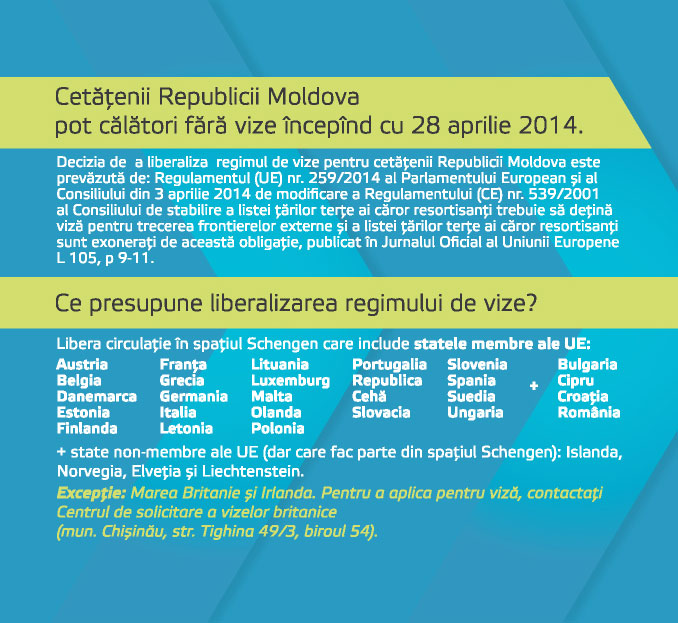 Cetățenii Republicii Moldova
pot călători fără vize începînd cu 28 aprilie 2014.
Decizia de a liberaliza regimul de vize pentru cetățenii Republicii Moldova este
prevăzută de: Regulamentul (UE) nr. 259/2014 al Parlamentului European și al
Consiliului din 3 aprilie 2014 de modificare a Regulamentului (CE) nr. 539/2001
al Consiliului de stabilire a listei țărilor terțe ai căror resortisanți trebuie să dețină
viză pentru trecerea frontierelor externe și a listei țărilor terțe ai căror resortisanți
sunt exonerați de această obligație, publicat în Jurnalul Oficial al Uniunii Europene
L 105, p 9-11.
Ce presupune liberalizarea regimului de vize?
Libera circulație în spațiul Schengen care include statele membre ale UE:
Austria Franța Lituania Portugalia Slovenia Bulgaria
Belgia Grecia Luxemburg Republica Spania + Cipru
Danemarca Germania Malta Cehă Suedia Croația
Estonia Italia Olanda Slovacia Ungaria România
Finlanda Letonia Polonia
+ state non-membre ale UE (dar care fac parte din spațiul Schengen): Islanda,
Norvegia, Elveția și Liechtenstein.
Excepție: Marea Britanie și Irlanda. Pentru a aplica pentru viză, contactați
Centrul de solicitare a vizelor britanice
(mun. Chișinău, str. Tighina 49/3, biroul 54).